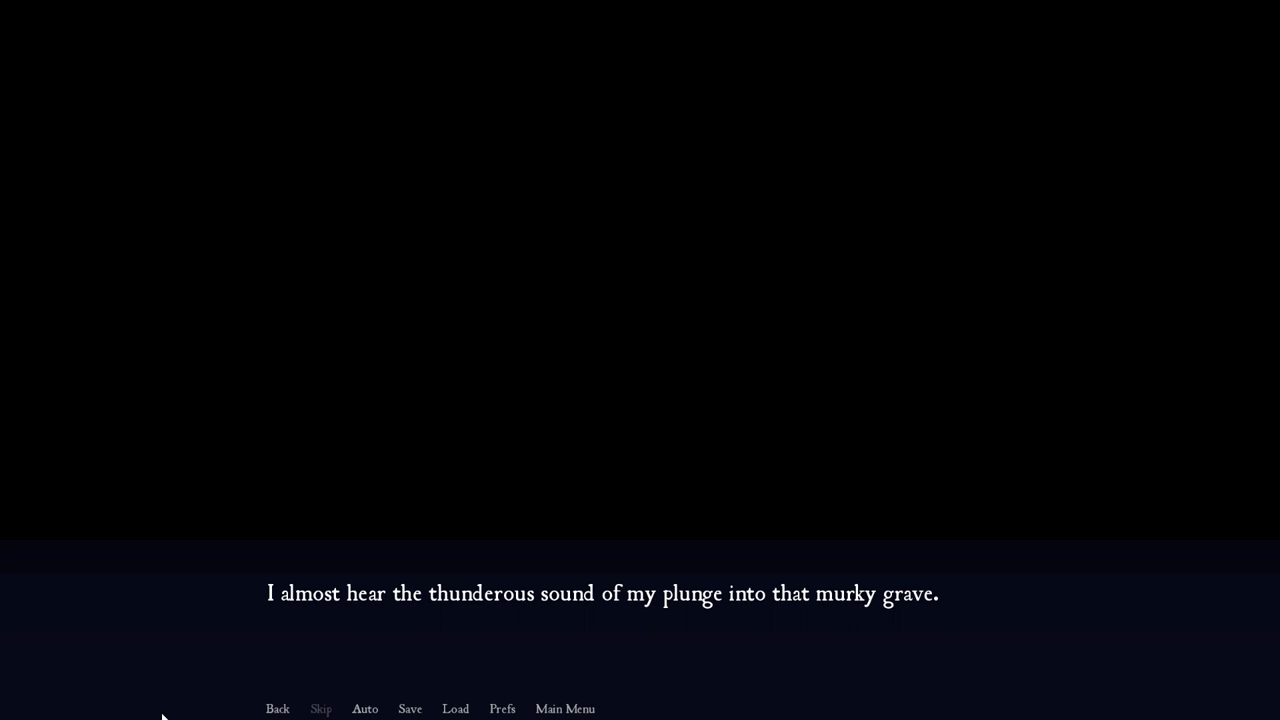 I almost hear the thunderous sound of my plunge into that murky grave.
Back Skip Auto Save Load Prefs Main Menu